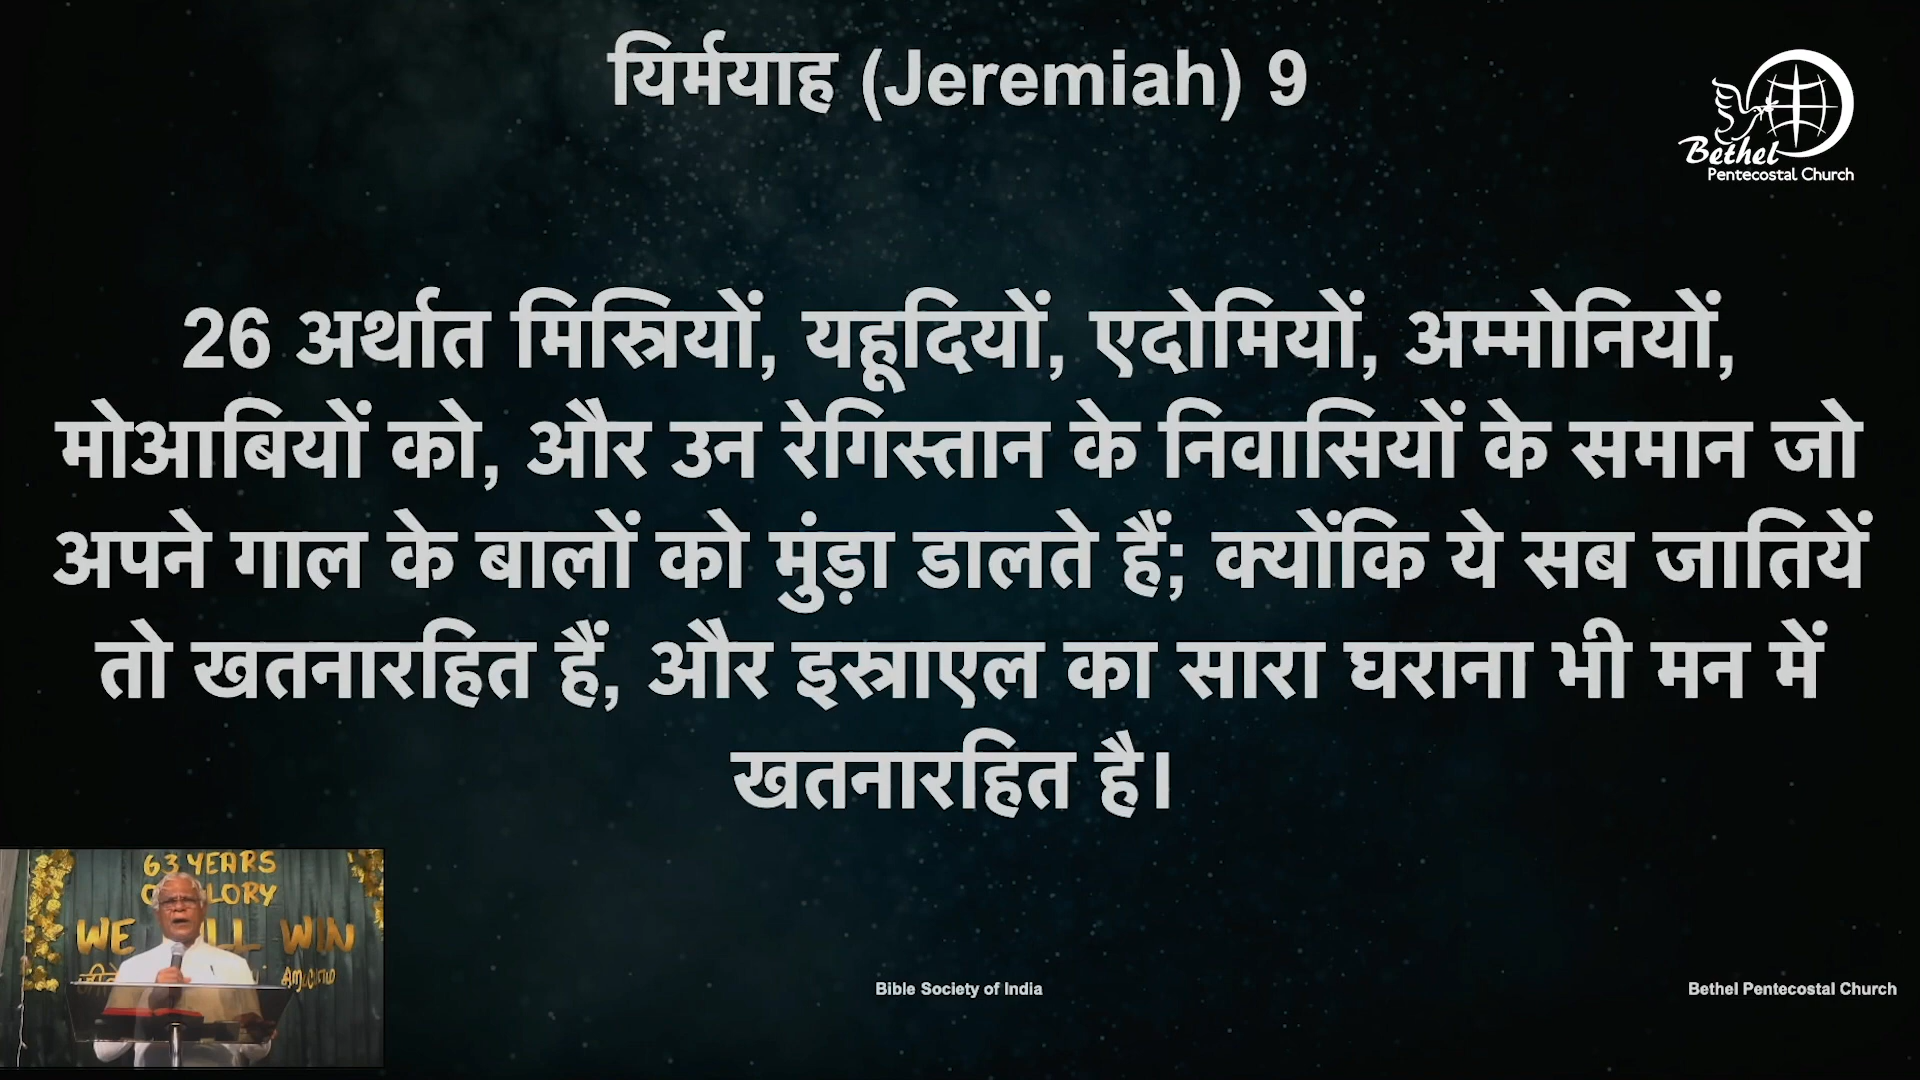 यिर्मयाह (Jeremiah) 9
Bethel
Pentecostal Church
26 अर्थात मिस्रियों, यहूदियों, एदोमियों, अम्मोनियों,
मोआबियों को, और उन रेगिस्तान के निवासियों के समान जो
अपने गाल के बालों को मुंड़ा डालते हैं; क्योंकि ये सब जातियें
तो खतनारहित हैं, और इस्राएल का सारा घराना भी मन में
खतनारहित है।
63 YEARS
WE WIN
Bible Society of India
Bethel Pentecostal Church